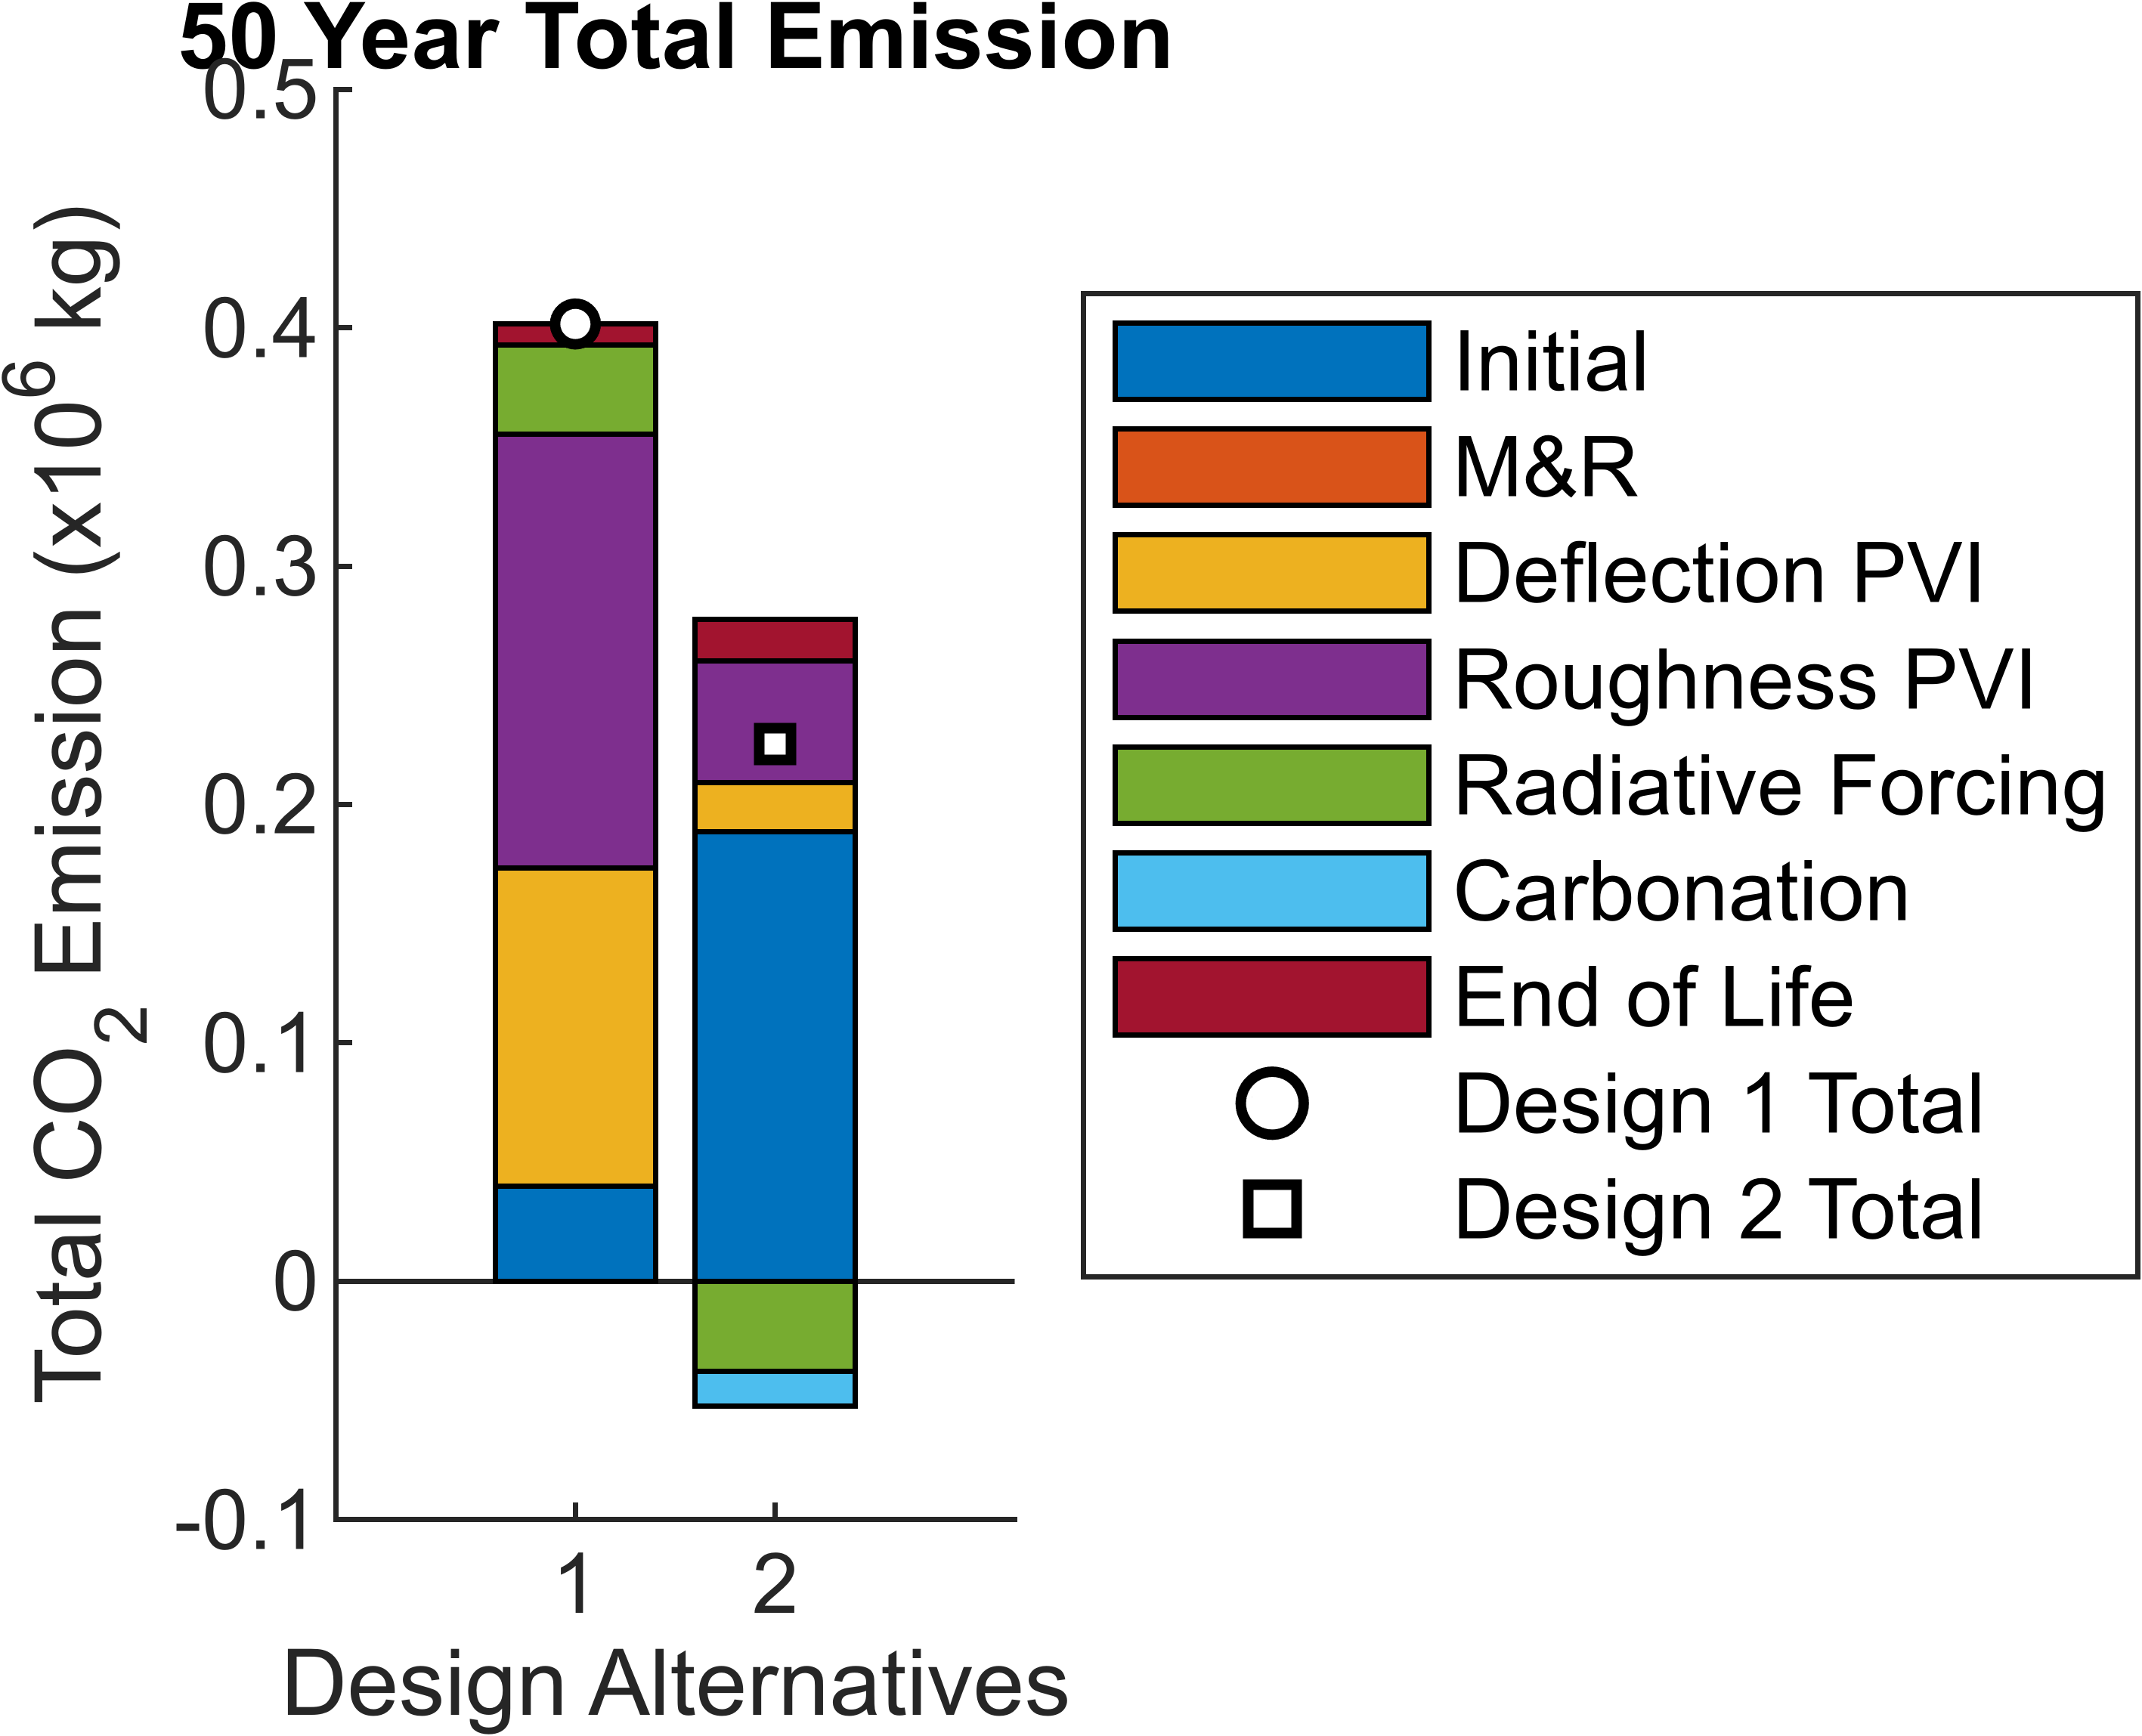 50 Year Total Emission
Total CO2 Emission (x10^6 kg)
0.5
0.4
0.3
0.2
0.1
0
-0.1
1 2
Design Alternatives
Initial
M&R
Deflection PVI
Roughness PVI
Radiative Forcing
Carbonation
End of Life
Design 1 Total
Design 2 Total